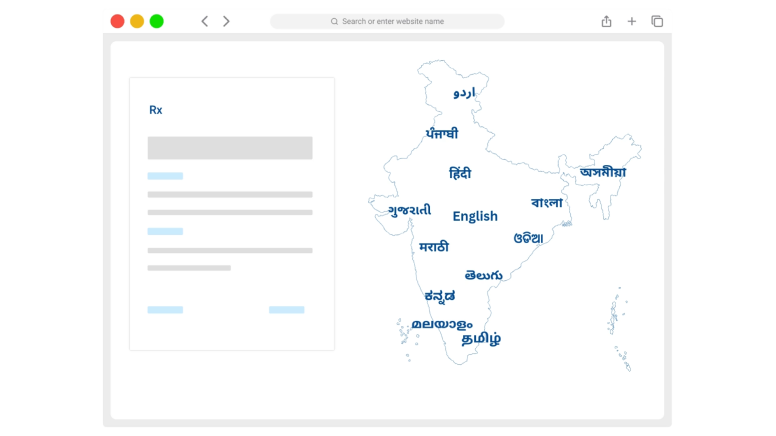 Search or enter website name
Rx
اردو
ਪੰਜਾਬੀ
हिंदी
অসমীয়া
বাংলা
ગુજરાતી
English
ଓଡିଆ
मराठी
తెలుగు
ಕನ್ನಡ
മലയാളം
தமிழ்